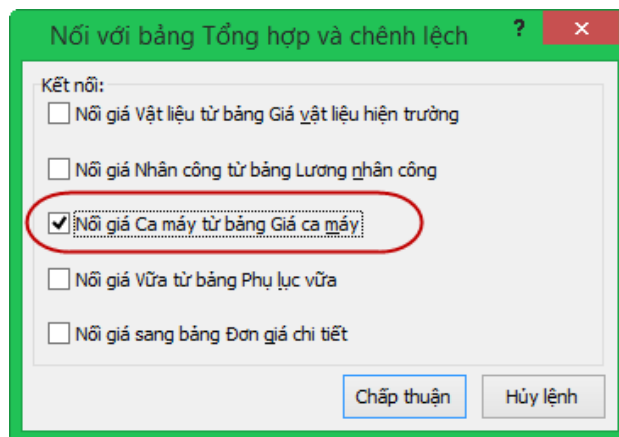 Nối với bảng Tổng hợp và chênh lệch ? ×
Kết nối:
Nối giá Vật liệu từ bảng Giá vật liệu hiện trường
Nối giá Nhân công từ bảng Lương nhân công
Nối giá Ca máy từ bảng Giá ca máy
Nối giá Vữa từ bảng Phụ lục vữa
Nối giá sang bảng Đơn giá chi tiết
Chấp thuận Hủy lệnh